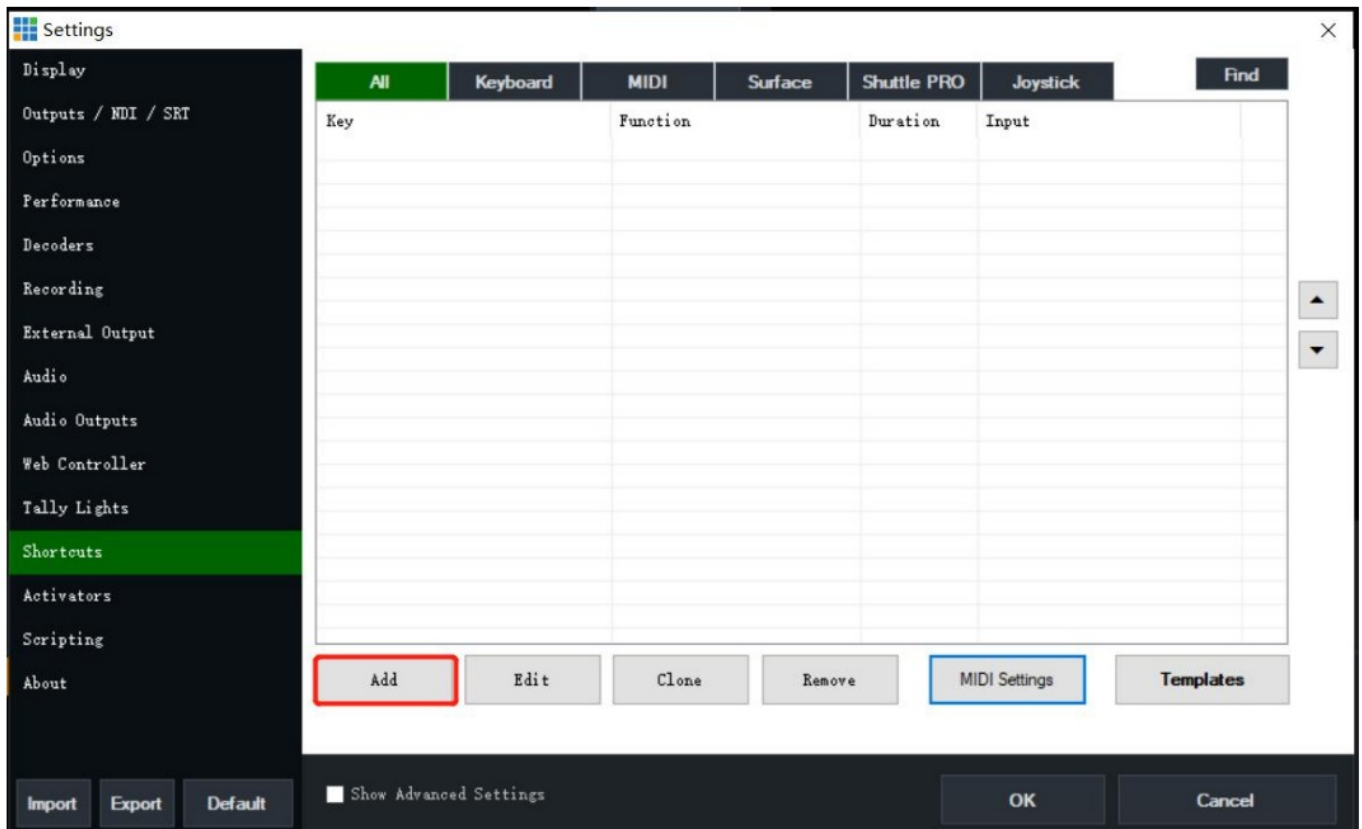 Settings
Display
Outputs / NDI / SRT
Options
Performance
Decoders
Recording
External Output
Audio
Audio Outputs
Web Controller
Tally Lights
Shortcuts
Activators
Scripting
About
Import Export Default
All Keyboard MIDI Surface Shuttle PRO Joystick Find
Key Function Duration Input
Add Edit Clone Remove MIDI Settings Templates
Show Advanced Settings
OK Cancel